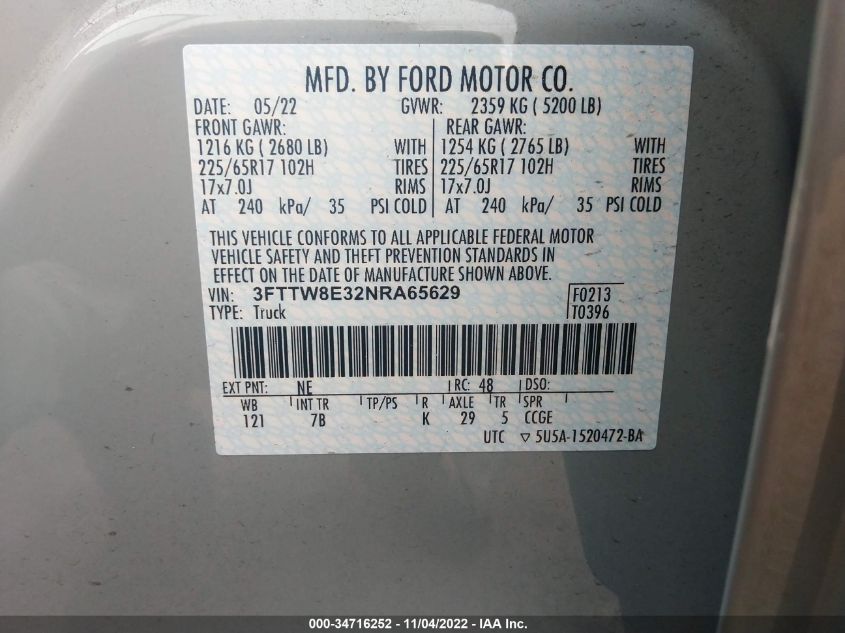 MFD. BY FORD MOTOR CO.
DATE: 05/22 GVWR: 2359 KG ( 5200 LB)
FRONT GAWR: REAR GAWR:
1216 KG ( 2680 LB) WITH 1254 KG ( 2765 LB) WITH
225/65R17 102H TIRES 225/65R17 102H TIRES
17x7.0J RIMS 17x7.0J RIMS
AT 240 kPa/ 35 PSI COLD AT 240 kPa/ 35 PSI COLD
THIS VEHICLE CONFORMS TO ALL APPLICABLE FEDERAL MOTOR
VEHICLE SAFETY AND THEFT PREVENTION STANDARDS IN
EFFECT ON THE DATE OF MANUFACTURE SHOWN ABOVE.
VIN: 3FTTW8E32NRA65629 F0213
TYPE: Truck T0396
EXT PNT: NE RC: 48 DSO:
WB INT TR TP/PS R AXLE TR SPR
121 7B K 29 5 CCGE
UTC ▽ 5U5A-1520472-BA
000-34716252 - 11/04/2022 - IAA Inc.